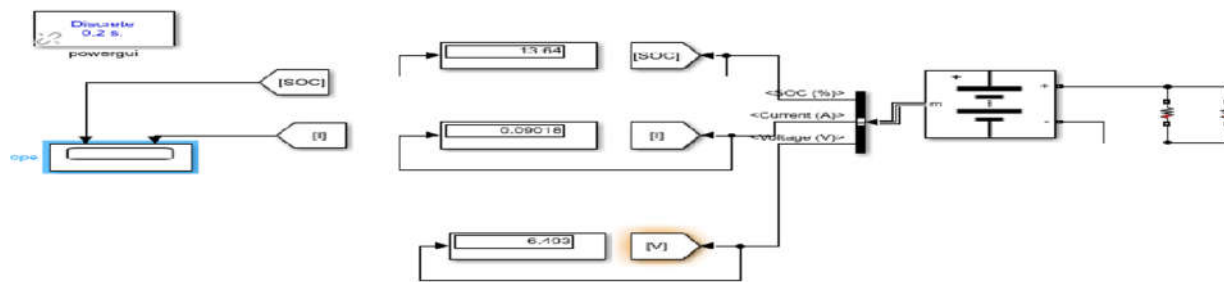 Discrete
0.2 s.
powergui
13.64
[SOC]
[SOC]
<SOC (%)>
m
+
<Current (A)>
0.09018
[I]
[I]
<Voltage (V)>
-
6.403
[V]